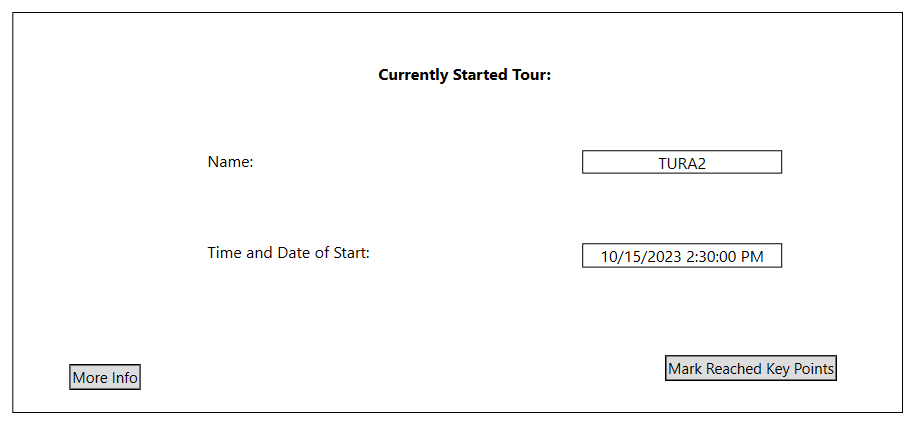 Currently Started Tour:
Name:
TURA2
Time and Date of Start:
10/15/2023 2:30:00 PM
More Info
Mark Reached Key Points